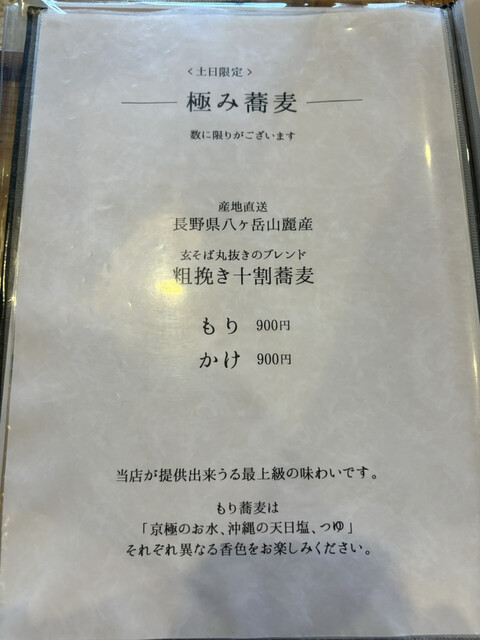 〈土日限定〉
極み蕎麦
数に限りがございます
産地直送
長野県八ヶ岳山麗産
玄そば丸抜きのブレンド
粗挽き十割蕎麦
もり 900円
かけ 900円
当店が提供出来うる最上級の味わいです。
もり蕎麦は
「京極のお水、沖縄の天日塩、つゆ」
それぞれ異なる香色をお楽しみください。